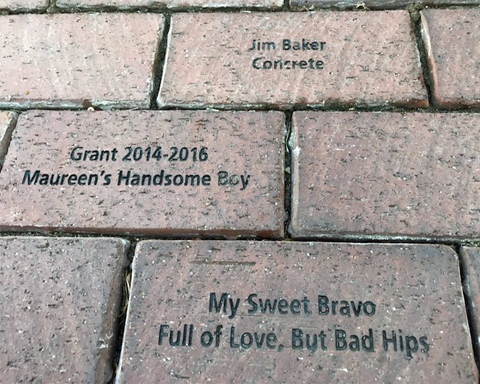 Jim Baker
Concrete
Grant 2014-2016
Maureen's Handsome Boy
My Sweet Bravo
Full of Love, But Bad Hips